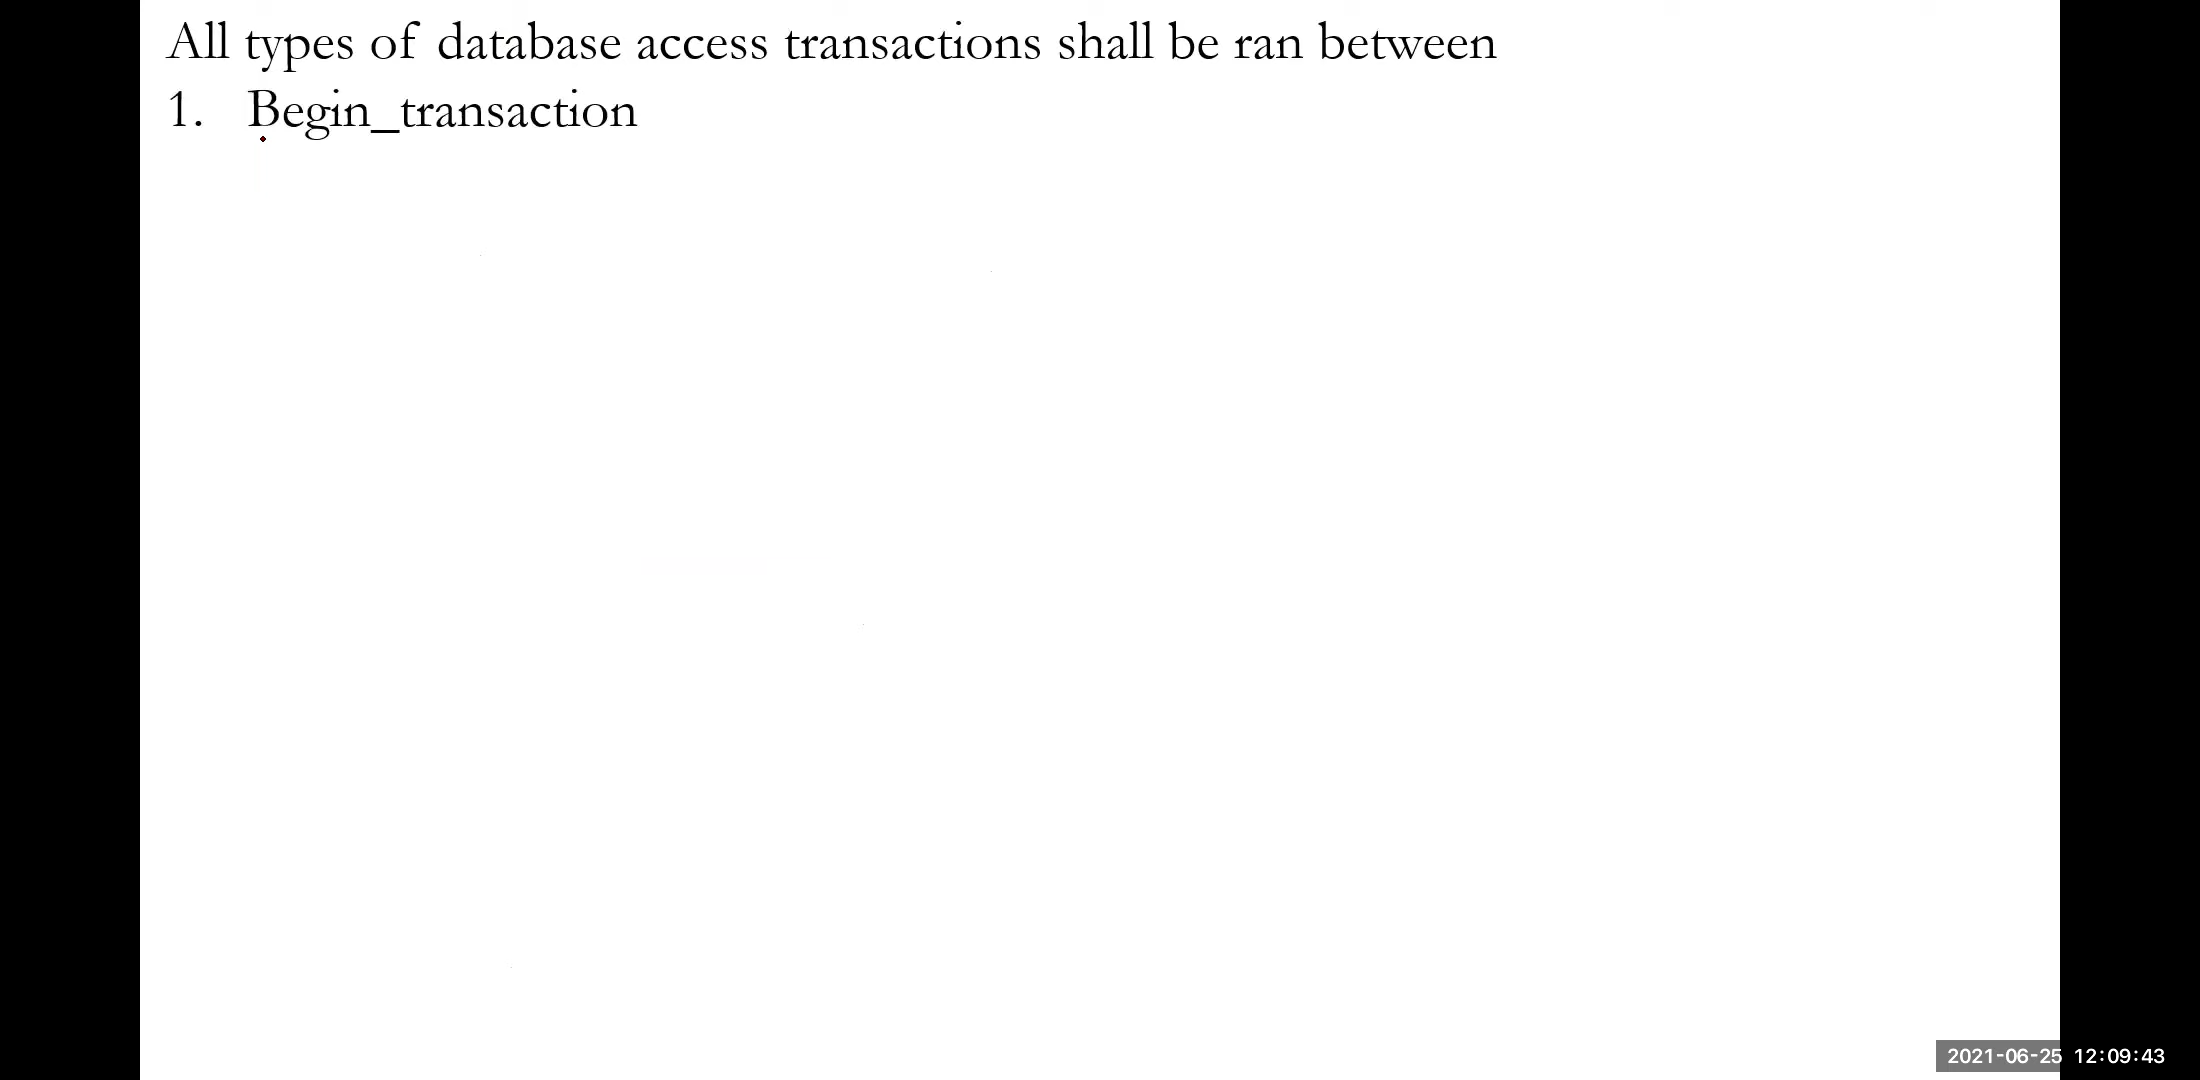 All types of database access transactions shall be ran between
1. Begin_transaction
2021-06-25 12:09:43